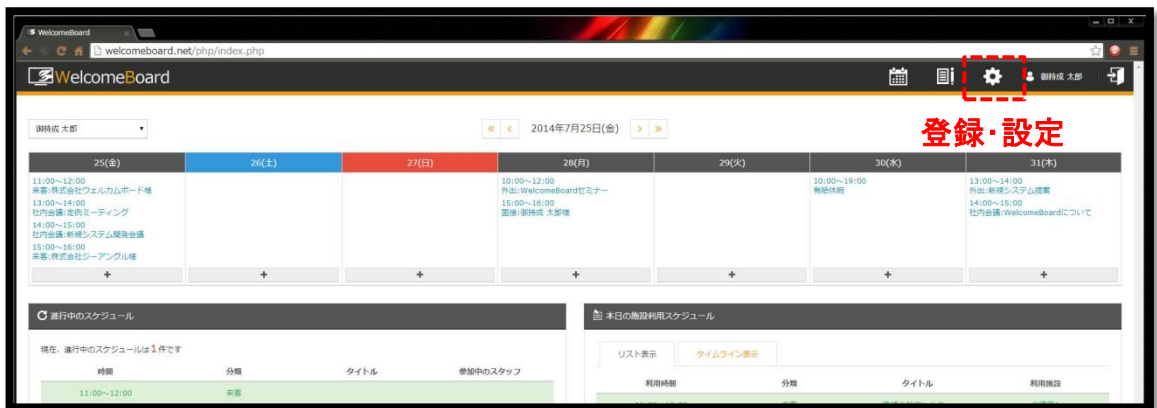 WelcomeBoard
welcomeboard.net/php/index.php
WelcomeBoard
御持成 太郎
登録・設定
御持成 太郎
2014年7月25日(金)
25(金) 26(土) 27(日) 28(月) 29(火) 30(水) 31(木)
11:00～12:00
来客:株式会社ウェルカムボード様
13:00～14:00
社内会議:定例ミーティング
14:00～15:00
社内会議:新規システム開発会議
15:00～16:00
来客:株式会社ジーアングル様
10:00～12:00
外出:WelcomeBoardセミナー
15:00～16:00
面接:御持成 太郎様
10:00～19:00
有給休暇
13:00～14:00
外出:新規システム提案
14:00～15:00
社内会議:WelcomeBoardについて
+ + + + + + +
進行中のスケジュール
現在、進行中のスケジュールは1件です
時間 分類 タイトル 参加中のスタッフ
11:00～12:00 来客
本日の施設利用スケジュール
リスト表示 タイムライン表示
利用時間 分類 タイトル 利用施設